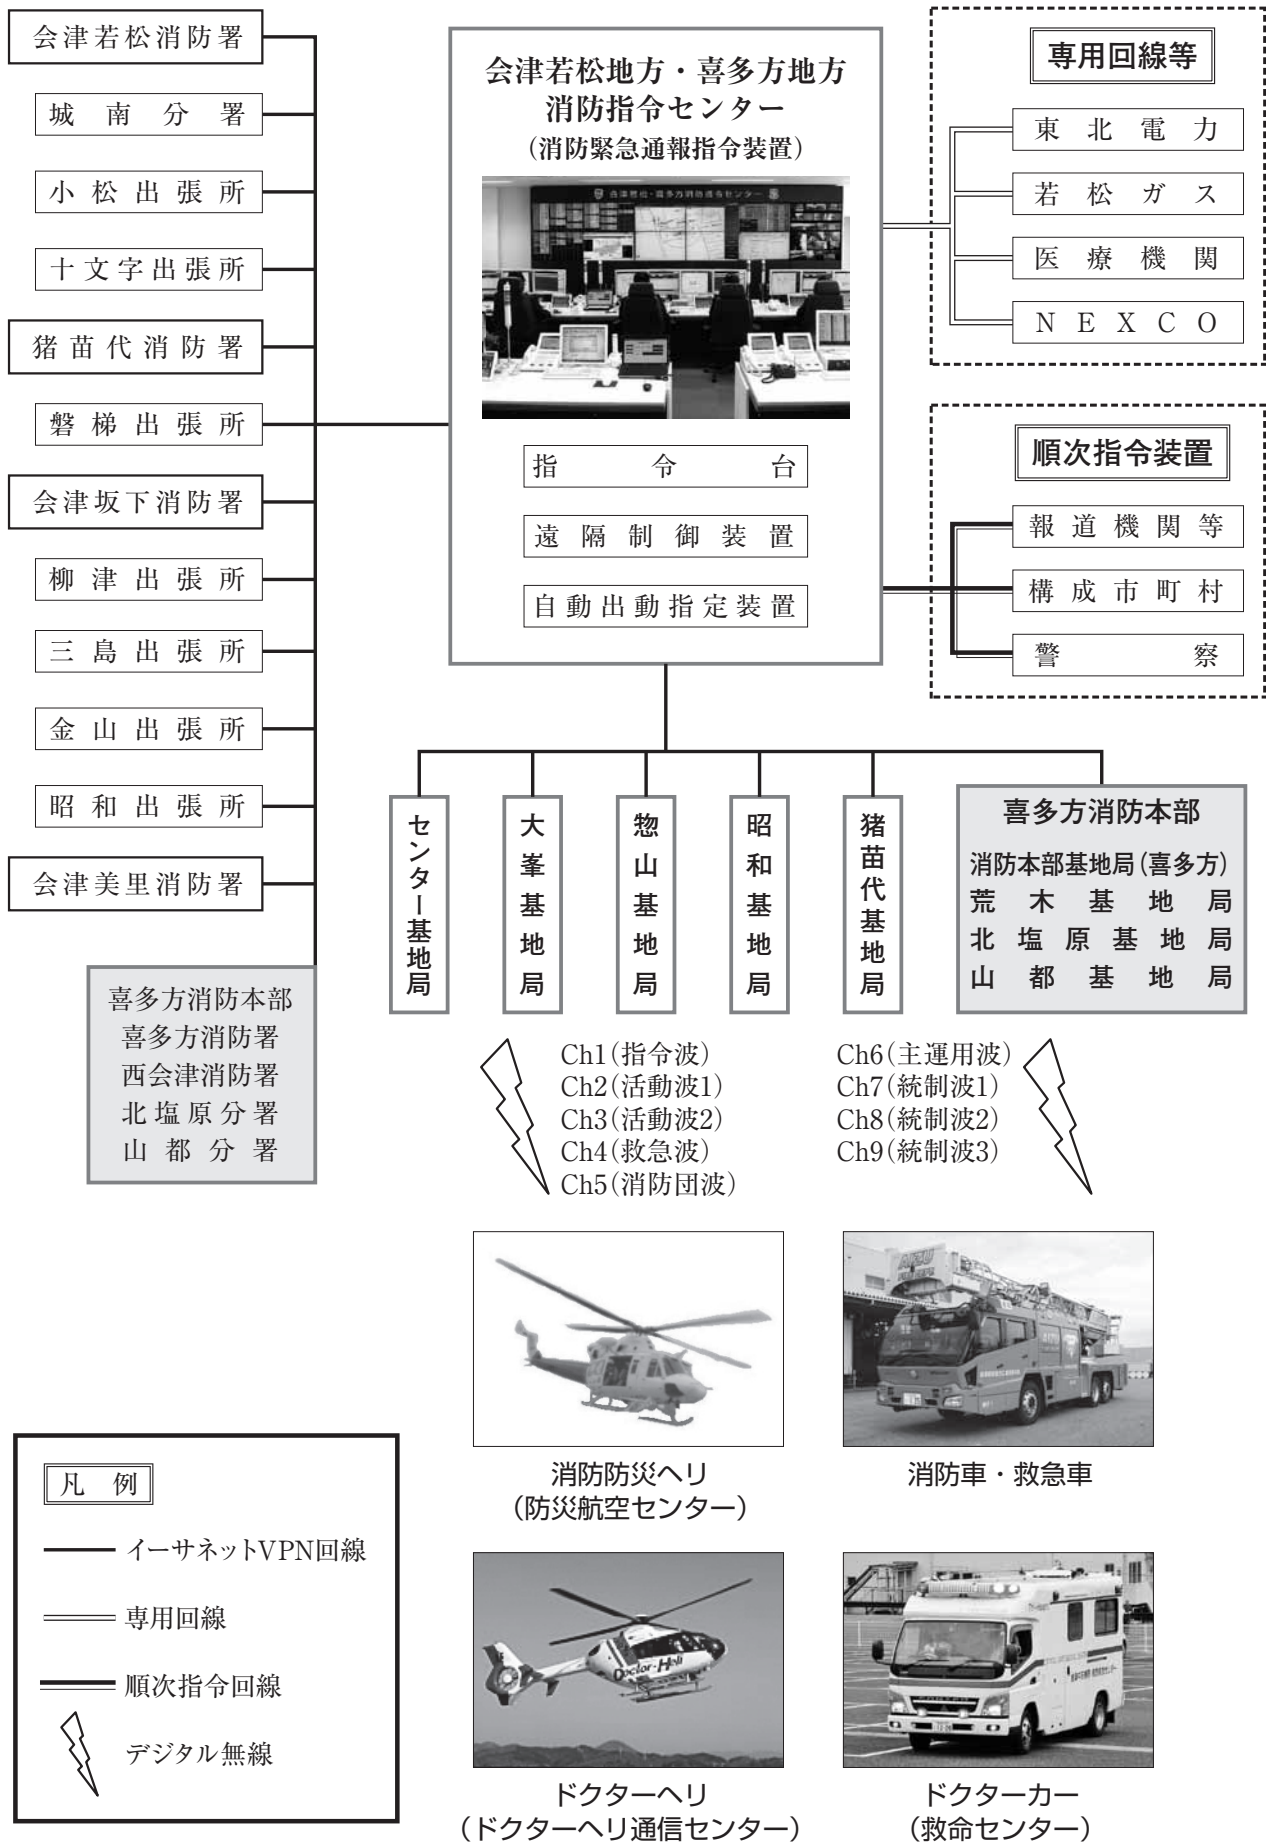 会津若松消防署
城南分署
小松出張所
十文字出張所
猪苗代消防署
磐梯出張所
会津坂下消防署
柳津出張所
三島出張所
金山出張所
昭和出張所
会津美里消防署
喜多方消防本部
喜多方消防署
西会津消防署
北塩原分署
山都分署
会津若松地方・喜多方地方
消防指令センター
(消防緊急通報指令装置)
会津若松・喜多方消防指令センター
指令台
遠隔制御装置
自動出動指定装置
専用回線等
東北電力
若松ガス
医療機関
NEXCO
順次指令装置
報道機関等
構成市町村
警察
センター基地局
大峯基地局
惣山基地局
昭和基地局
猪苗代基地局
喜多方消防本部
消防本部基地局(喜多方)
荒木基地局
北塩原基地局
山都基地局
Ch1(指令波)
Ch2(活動波1)
Ch3(活動波2)
Ch4(救急波)
Ch5(消防団波)
Ch6(主運用波)
Ch7(統制波1)
Ch8(統制波2)
Ch9(統制波3)
AIZU
消防防災ヘリ
(防災航空センター)
消防車・救急車
Doctor-Heli
ドクターヘリ
(ドクターヘリ通信センター)
ドクターカー
(救命センター)
凡例
イーサネットVPN回線
専用回線
順次指令回線
デジタル無線